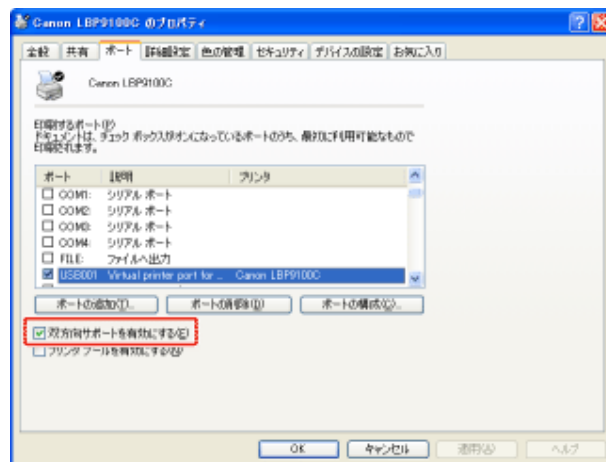 Canon LBP9100C のプロパティ
全般 共有 ポート 詳細設定 色の管理 セキュリティ デバイスの設定 お気に入り
Canon LBP9100C
印刷するポート(P)
ドキュメントは、チェック ボックスがオンになっているポートのうち、最初に利用可能なもので
印刷されます。
ポート 説明 プリンタ
COM1: シリアル ポート
COM2: シリアル ポート
COM3: シリアル ポート
COM4: シリアル ポート
FILE: ファイルへ出力
USB001 Virtual printer port for ... Canon LBP9100C
ポートの追加(T)... ポートの削除(D) ポートの構成(C)...
双方向サポートを有効にする(E)
プリンタ プールを有効にする(N)
OK キャンセル 適用(A) ヘルプ